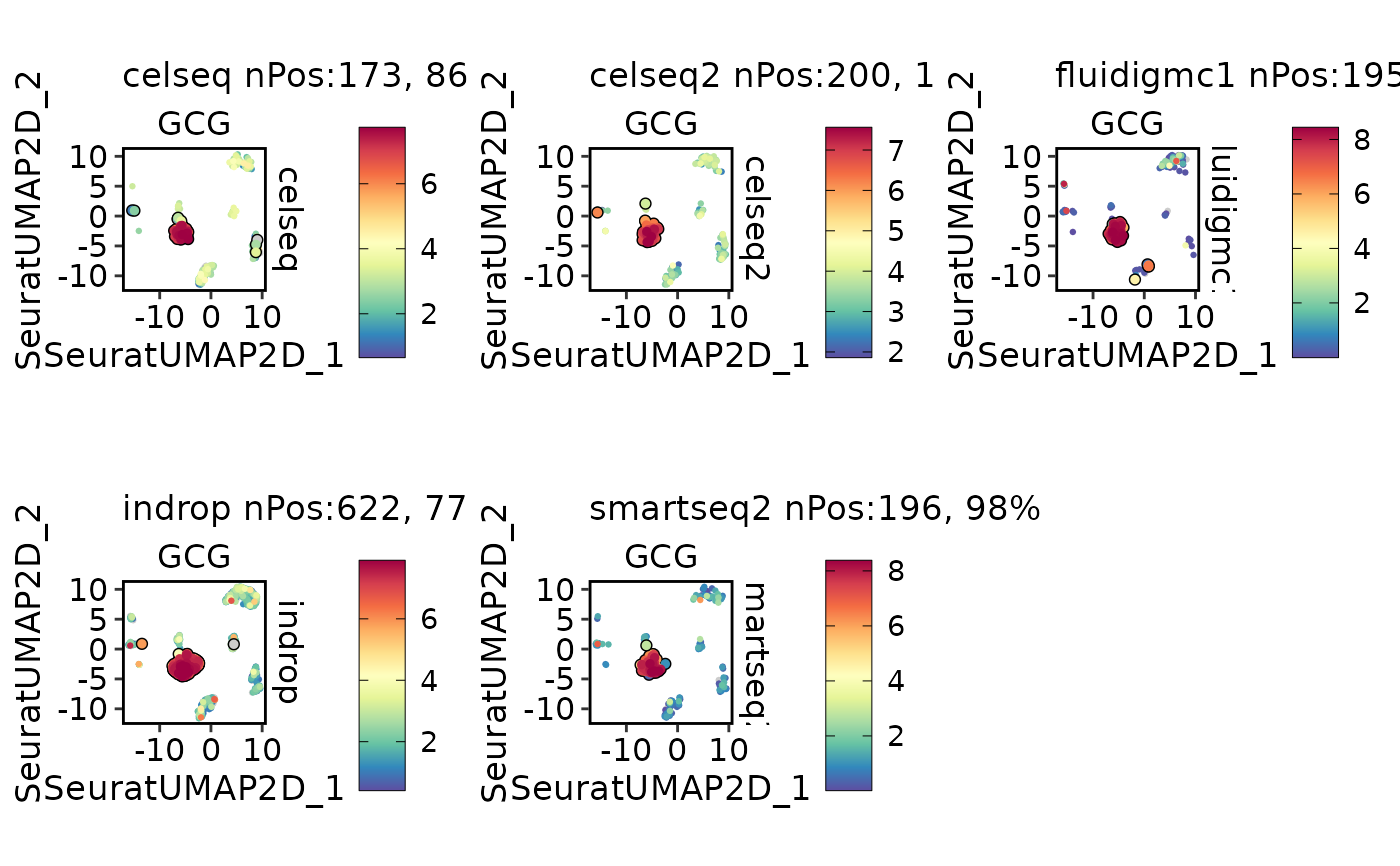 celseq nPos:173, 86
GCG
10
5
0
-5
-10
-10 0 10
SeuratUMAP2D_1
SeuratUMAP2D_2
celseq
6
4
2
celseq2 nPos:200, 1
GCG
10
5
0
-5
-10
-10 0 10
SeuratUMAP2D_1
SeuratUMAP2D_2
celseq2
7
6
5
4
3
2
fluidigmc1 nPos:195
GCG
10
5
0
-5
-10
-10 0 10
SeuratUMAP2D_1
SeuratUMAP2D_2
luidigmc
8
6
4
2
indrop nPos:622, 77
GCG
10
5
0
-5
-10
-10 0 10
SeuratUMAP2D_1
SeuratUMAP2D_2
indrop
6
4
2
smartseq2 nPos:196, 98%
GCG
10
5
0
-5
-10
-10 0 10
SeuratUMAP2D_1
SeuratUMAP2D_2
martseq
8
6
4
2